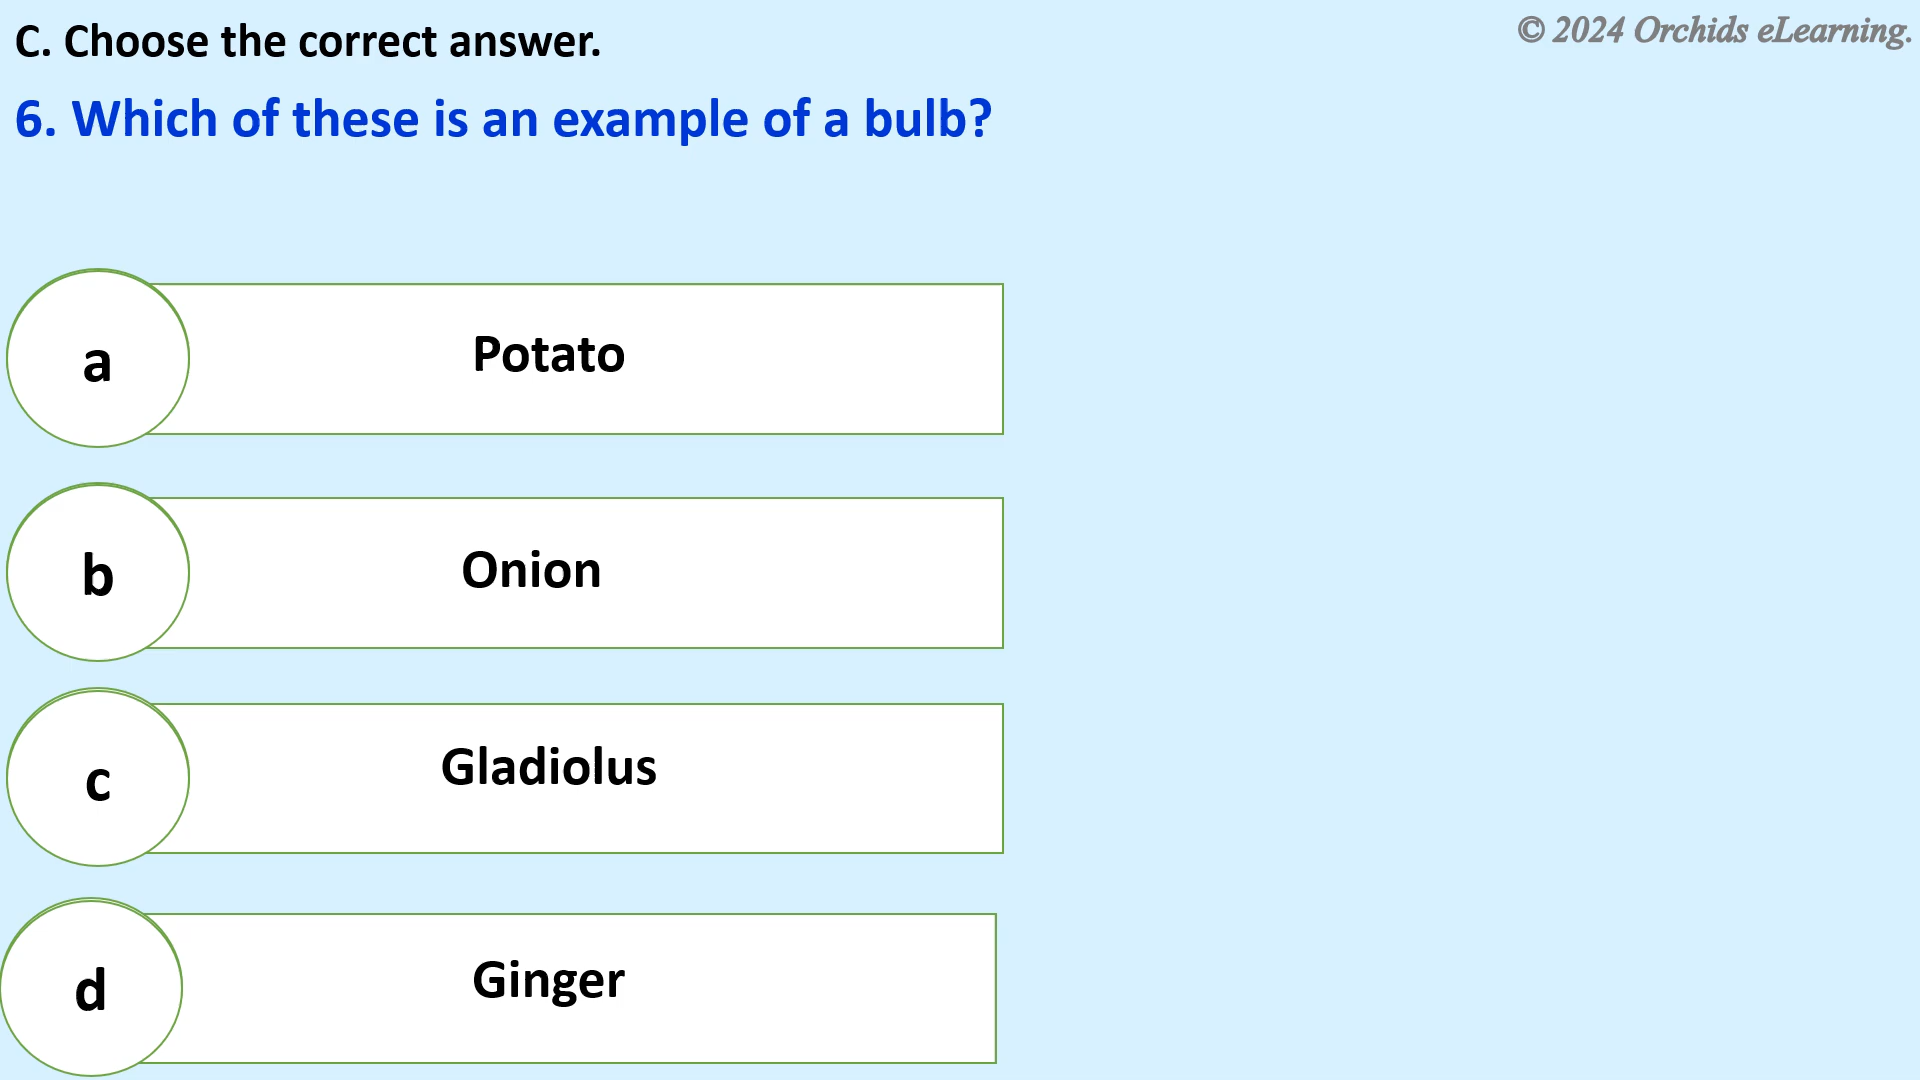 C. Choose the correct answer.
© 2024 Orchids eLearning.
6. Which of these is an example of a bulb?
a
Potato
b
Onion
c
Gladiolus
d
Ginger